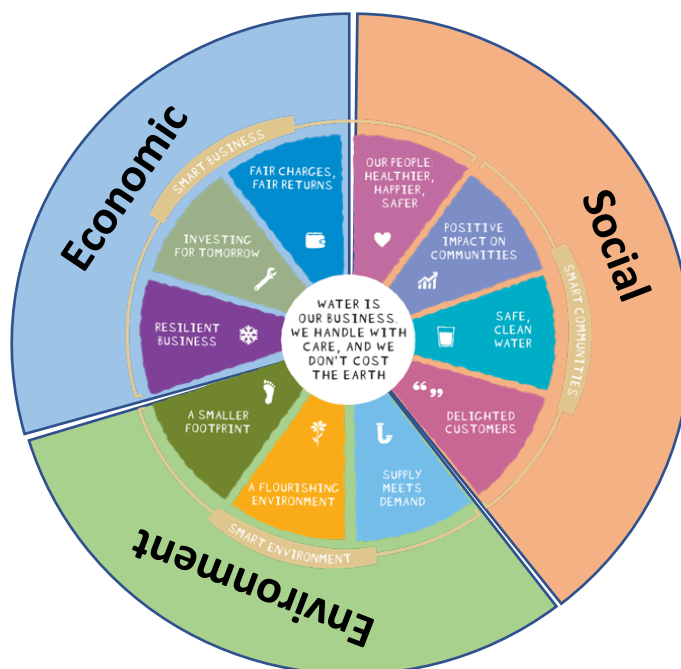 Economic
Social
Environment
SMART BUSINESS
SMART COMMUNITIES
SMART ENVIRONMENT
FAIR CHARGES,
FAIR RETURNS
OUR PEOPLE:
HEALTHIER,
HAPPIER,
SAFER
POSITIVE
IMPACT ON
COMMUNITIES
SAFE,
CLEAN
WATER
DELIGHTED
CUSTOMERS
SUPPLY
MEETS
DEMAND
A FLOURISHING
ENVIRONMENT
A SMALLER
FOOTPRINT
RESILIENT
BUSINESS
INVESTING
FOR TOMORROW
WATER IS
OUR BUSINESS.
WE HANDLE WITH
CARE, AND WE
DON'T COST
THE EARTH